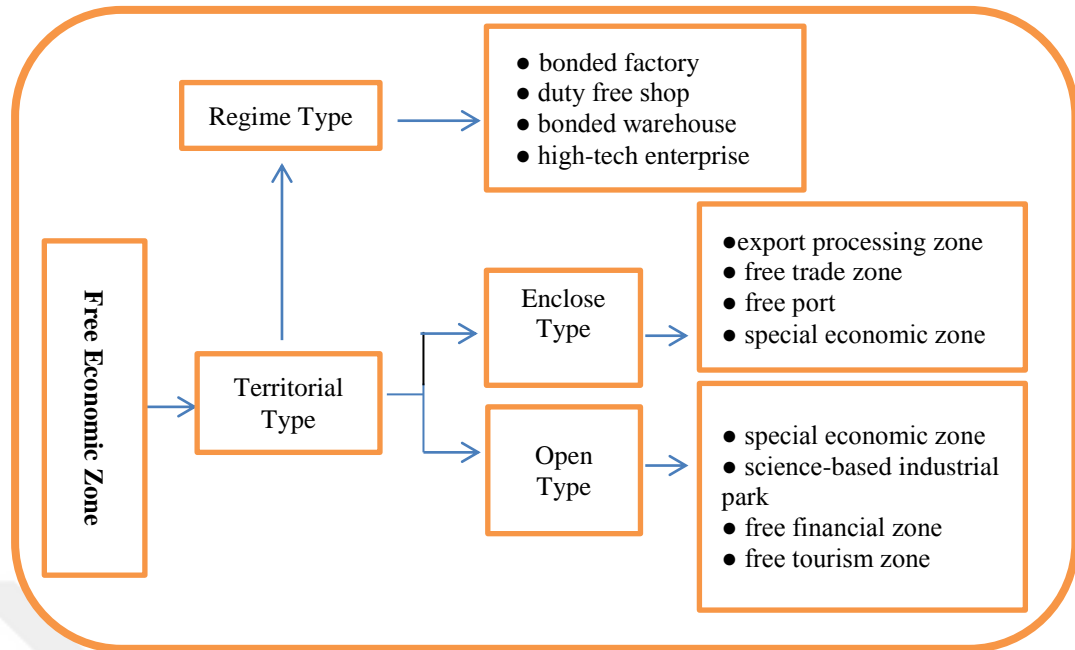 ● bonded factory
● duty free shop
● bonded warehouse
● high-tech enterprise
Regime Type
Free Economic Zone
Territorial
Type
Enclose
Type
●export processing zone
● free trade zone
● free port
● special economic zone
Open
Type
● special economic zone
● science-based industrial
park
● free financial zone
● free tourism zone